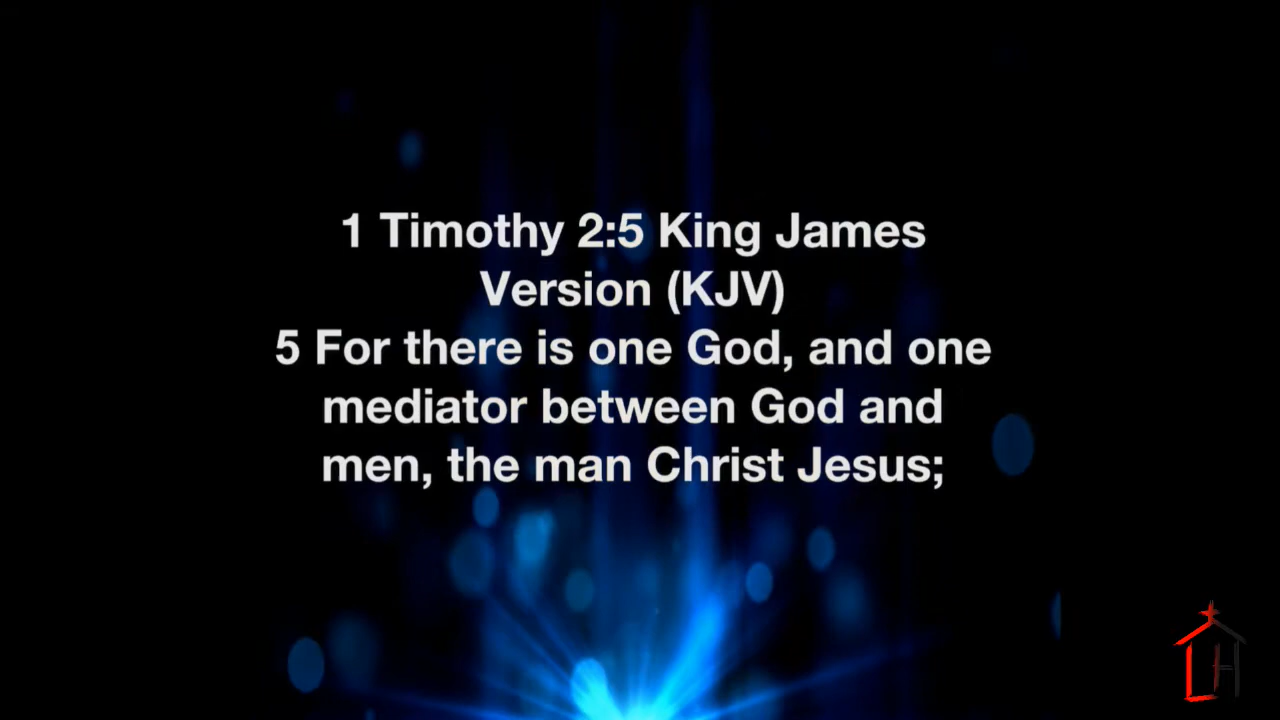 1 Timothy 2:5 King James
Version (KJV)
5 For there is one God, and one
mediator between God and
men, the man Christ Jesus;